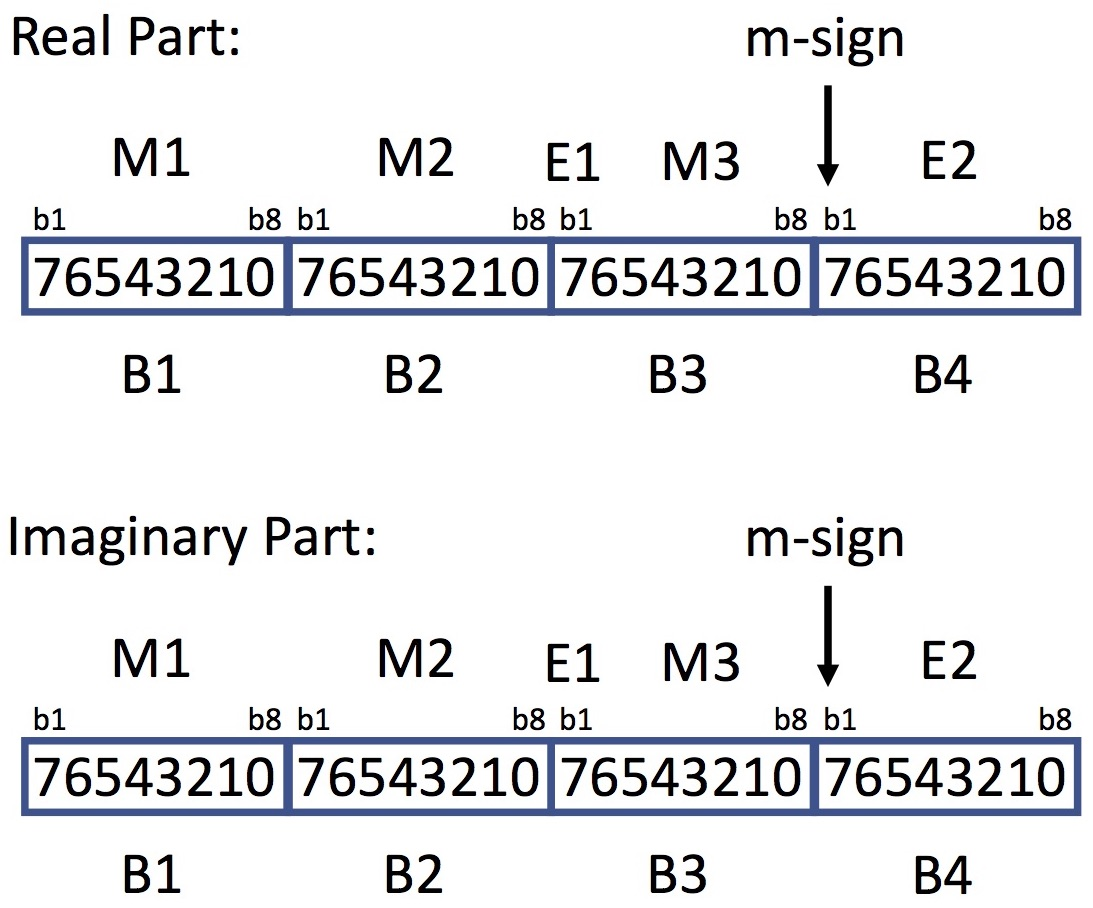 Real Part: m-sign
M1 M2 E1 M3 E2
b1 b8 b1 b8 b1 b8 b1 b8
76543210 76543210 76543210 76543210
B1 B2 B3 B4
Imaginary Part: m-sign
M1 M2 E1 M3 E2
b1 b8 b1 b8 b1 b8 b1 b8
76543210 76543210 76543210 76543210
B1 B2 B3 B4